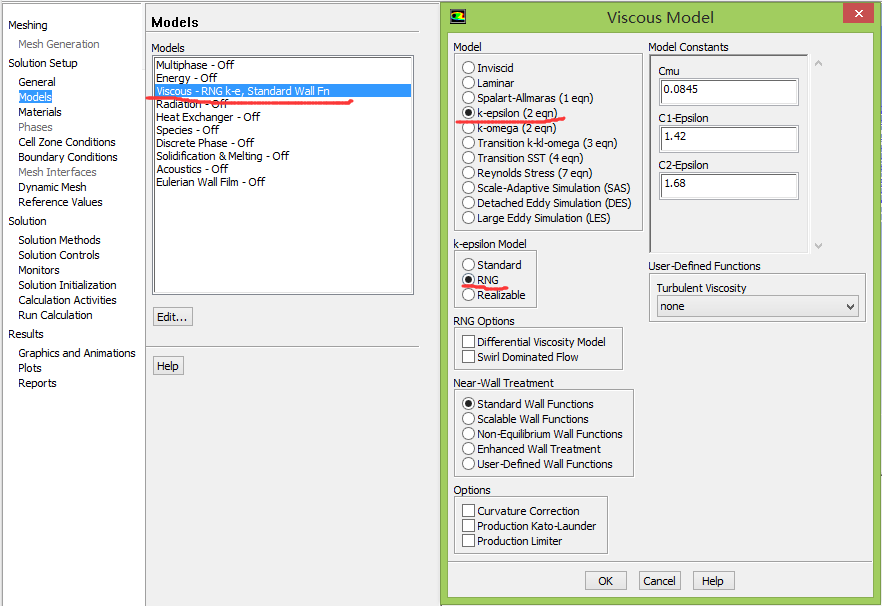 Meshing
Mesh Generation
Solution Setup
General
Models
Materials
Phases
Cell Zone Conditions
Boundary Conditions
Mesh Interfaces
Dynamic Mesh
Reference Values
Solution
Solution Methods
Solution Controls
Monitors
Solution Initialization
Calculation Activities
Run Calculation
Results
Graphics and Animations
Plots
Reports
Models
Models
Multiphase - Off
Energy - Off
Viscous - RNG k-e, Standard Wall Fn
Radiation - Off
Heat Exchanger - Off
Species - Off
Discrete Phase - Off
Solidification & Melting - Off
Acoustics - Off
Eulerian Wall Film - Off
Edit...
Help
Viscous Model
Model
Inviscid
Laminar
Spalart-Allmaras (1 eqn)
k-epsilon (2 eqn)
k-omega (2 eqn)
Transition k-kl-omega (3 eqn)
Transition SST (4 eqn)
Reynolds Stress (7 eqn)
Scale-Adaptive Simulation (SAS)
Detached Eddy Simulation (DES)
Large Eddy Simulation (LES)
k-epsilon Model
Standard
RNG
Realizable
RNG Options
Differential Viscosity Model
Swirl Dominated Flow
Near-Wall Treatment
Standard Wall Functions
Scalable Wall Functions
Non-Equilibrium Wall Functions
Enhanced Wall Treatment
User-Defined Wall Functions
Options
Curvature Correction
Production Kato-Launder
Production Limiter
Model Constants
Cmu
0.0845
C1-Epsilon
1.42
C2-Epsilon
1.68
User-Defined Functions
Turbulent Viscosity
none
OK
Cancel
Help